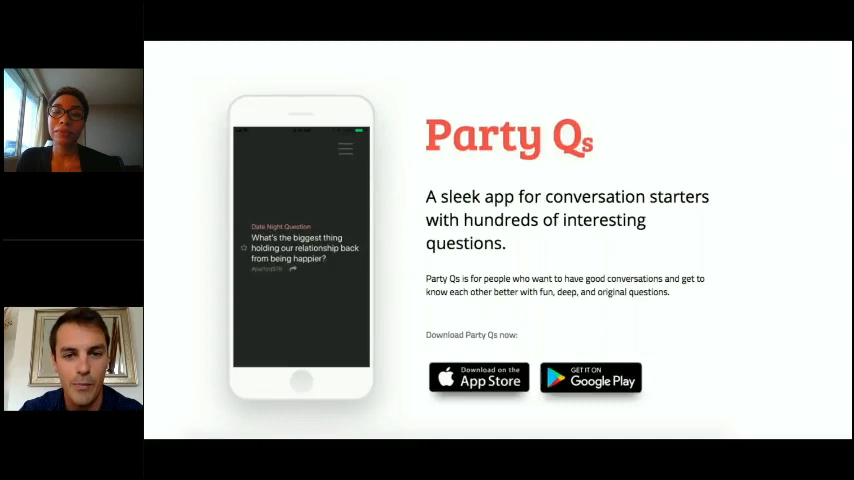 Party Qs
A sleek app for conversation starters
with hundreds of interesting
questions.
Party Qs is for people who want to have good conversations and get to
know each other better with fun, deep, and original questions.
Download Party Qs now:
Download on the
App Store
GET IT ON
Google Play
Date Night Question
What's the biggest thing
holding our relationship back
from being happier?